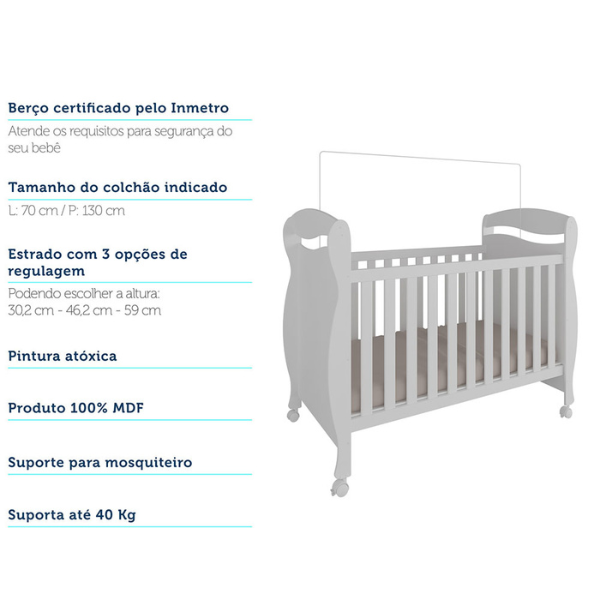 Berço certificado pelo Inmetro
Atende os requisitos para segurança do
seu bebê
Tamanho do colchão indicado
L: 70 cm / P: 130 cm
Estrado com 3 opções de
regulagem
Podendo escolher a altura:
30,2 cm - 46,2 cm - 59 cm
Pintura atóxica
Produto 100% MDF
Suporte para mosquiteiro
Suporta até 40 Kg